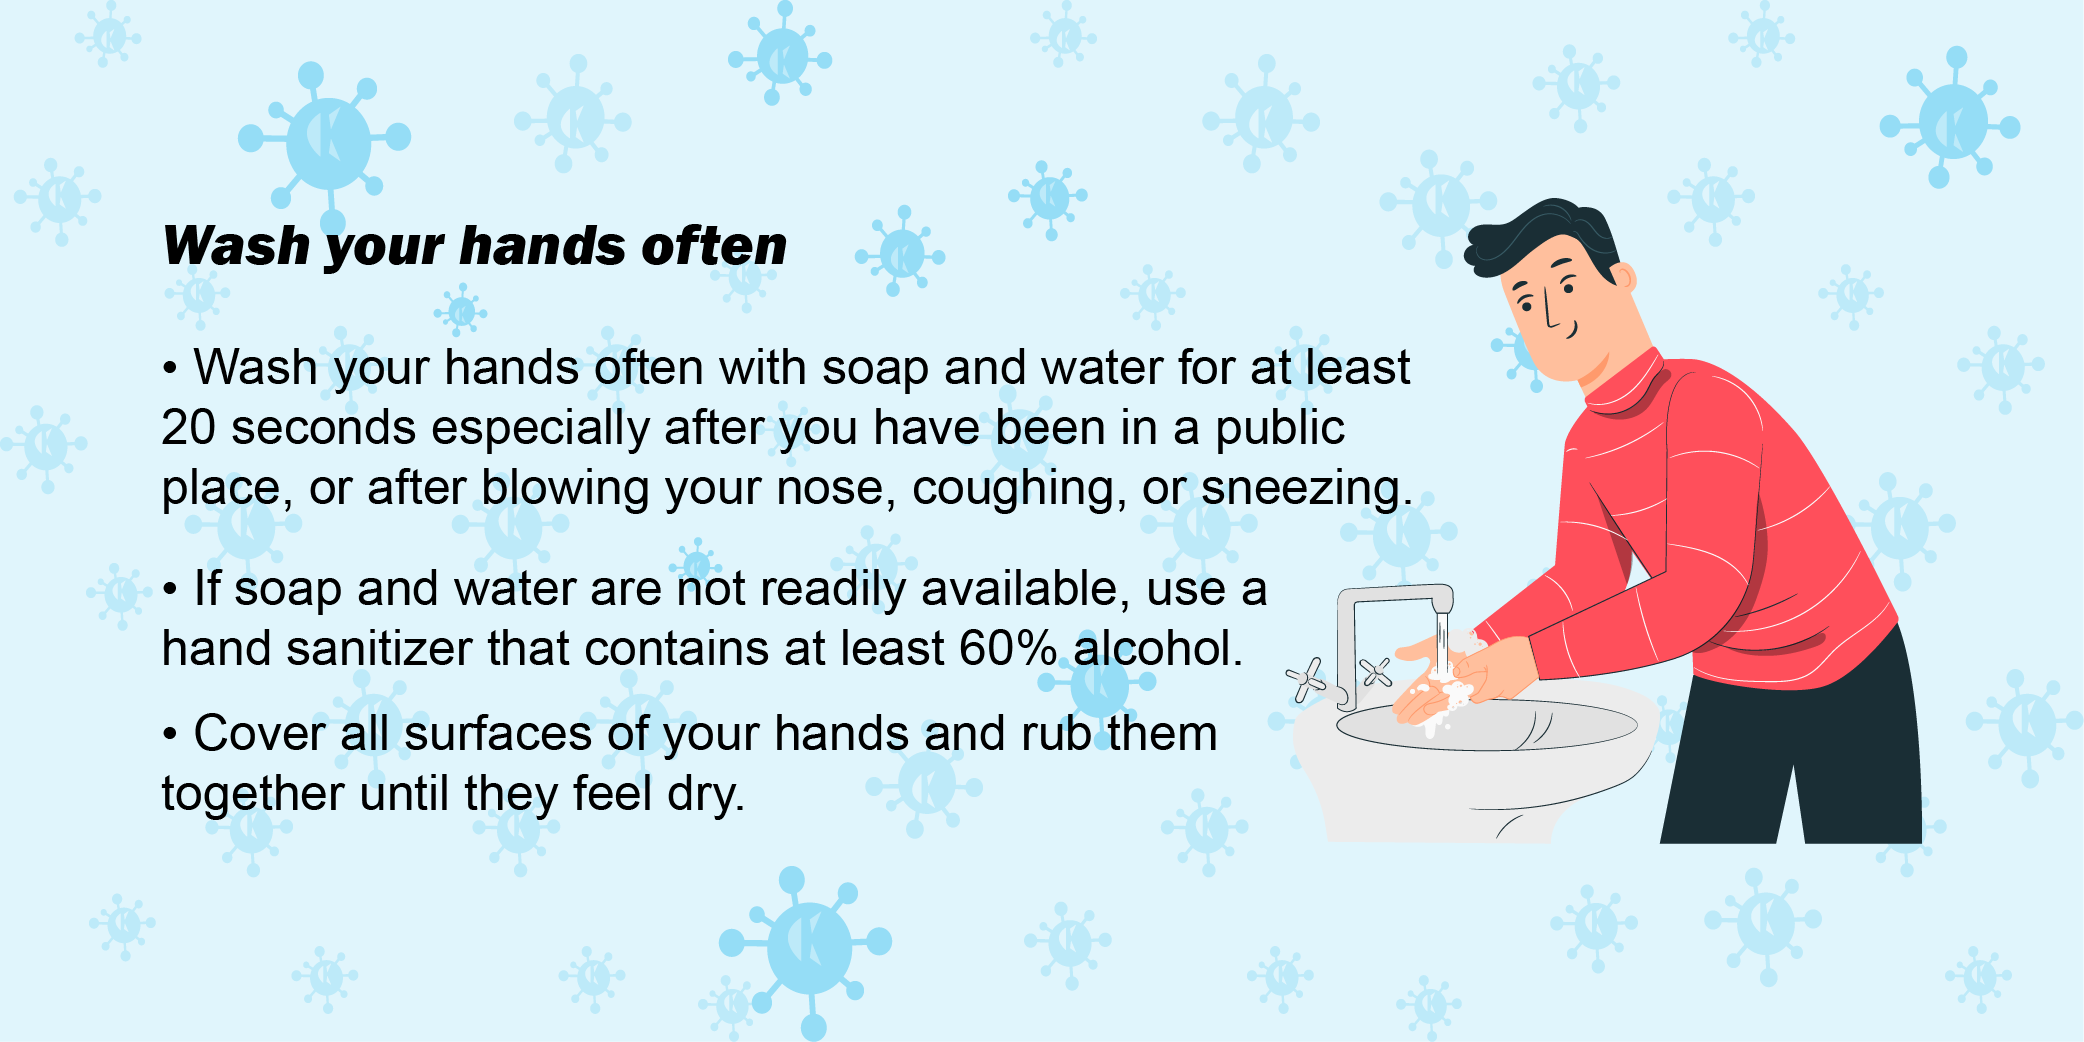 Wash your hands often
• Wash your hands often with soap and water for at least
20 seconds especially after you have been in a public
place, or after blowing your nose, coughing, or sneezing.
• If soap and water are not readily available, use a
hand sanitizer that contains at least 60% alcohol.
• Cover all surfaces of your hands and rub them
together until they feel dry.